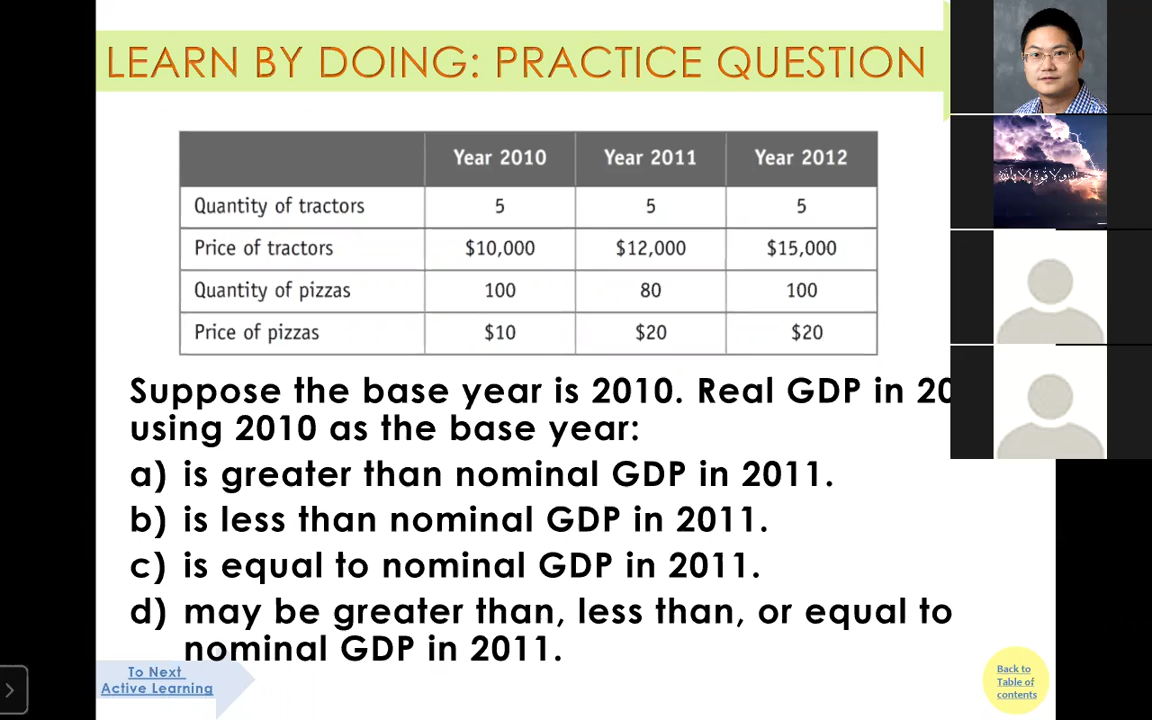 LEARN BY DOING: PRACTICE QUESTION
Year 2010 Year 2011 Year 2012
Quantity of tractors 5 5 5
Price of tractors $10,000 $12,000 $15,000
Quantity of pizzas 100 80 100
Price of pizzas $10 $20 $20
Suppose the base year is 2010. Real GDP in 20
using 2010 as the base year:
a) is greater than nominal GDP in 2011.
b) is less than nominal GDP in 2011.
c) is equal to nominal GDP in 2011.
d) may be greater than, less than, or equal to
nominal GDP in 2011.
To Next
Active Learning
Back to
Table of
contents